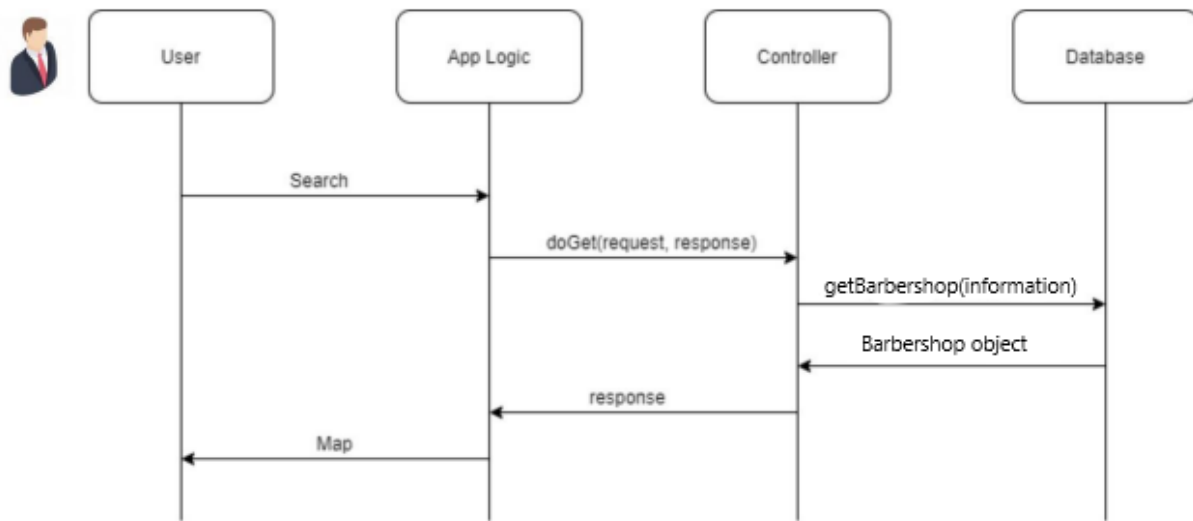 User
App Logic
Controller
Database
Search
doGet(request, response)
getBarbershop(information)
Barbershop object
response
Map